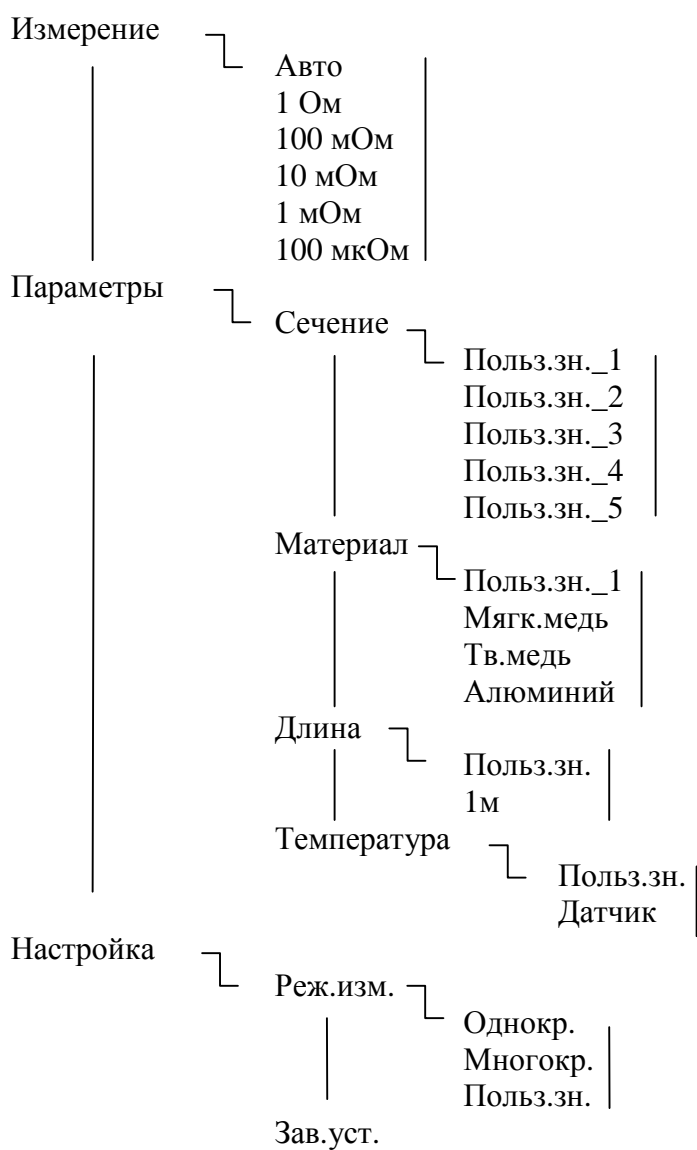 Измерение
Авто
1 Ом
100 мОм
10 мОм
1 мОм
100 мкОм
Параметры
Сечение
Польз.зн._1
Польз.зн._2
Польз.зн._3
Польз.зн._4
Польз.зн._5
Материал
Польз.зн._1
Мягк.медь
Тв.медь
Алюминий
Длина
Польз.зн.
1м
Температура
Польз.зн.
Датчик
Настройка
Реж.изм.
Однокр.
Многокр.
Польз.зн.
Зав.уст.